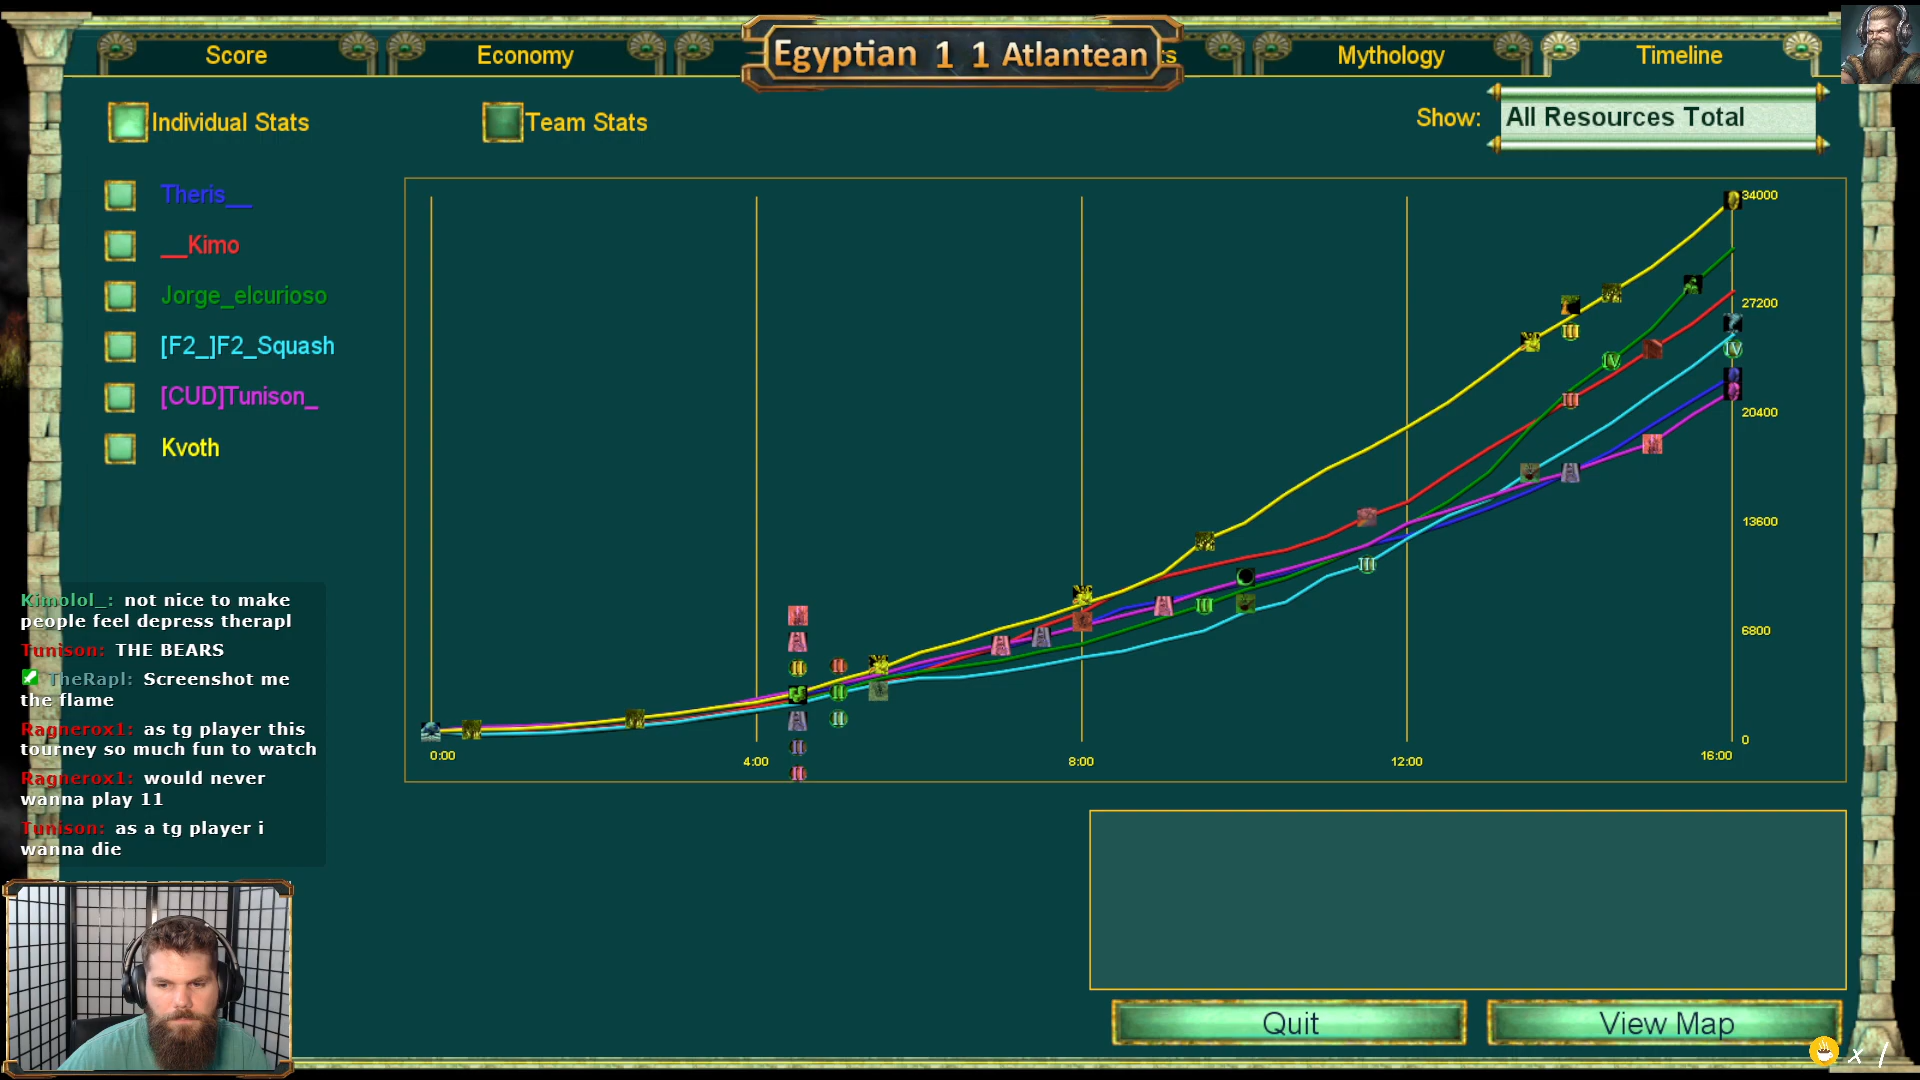 Score
Economy
Egyptian 1 1 Atlantean
Mythology
Timeline
Individual Stats
Team Stats
Show:
All Resources Total
Theris__
__Kimo
Jorge_elcurioso
[F2_]F2_Squash
[CUD]Tunison_
Kvoth
34000
27200
20400
13600
6800
0
0:00
4:00
8:00
12:00
16:00
Kimolol_: not nice to make
people feel depress therapl
Tunison: THE BEARS
TheRapl: Screenshot me
the flame
Ragnerox1: as tg player this
tourney so much fun to watch
Ragnerox1: would never
wanna play 11
Tunison: as a tg player i
wanna die
Quit
View Map
x /